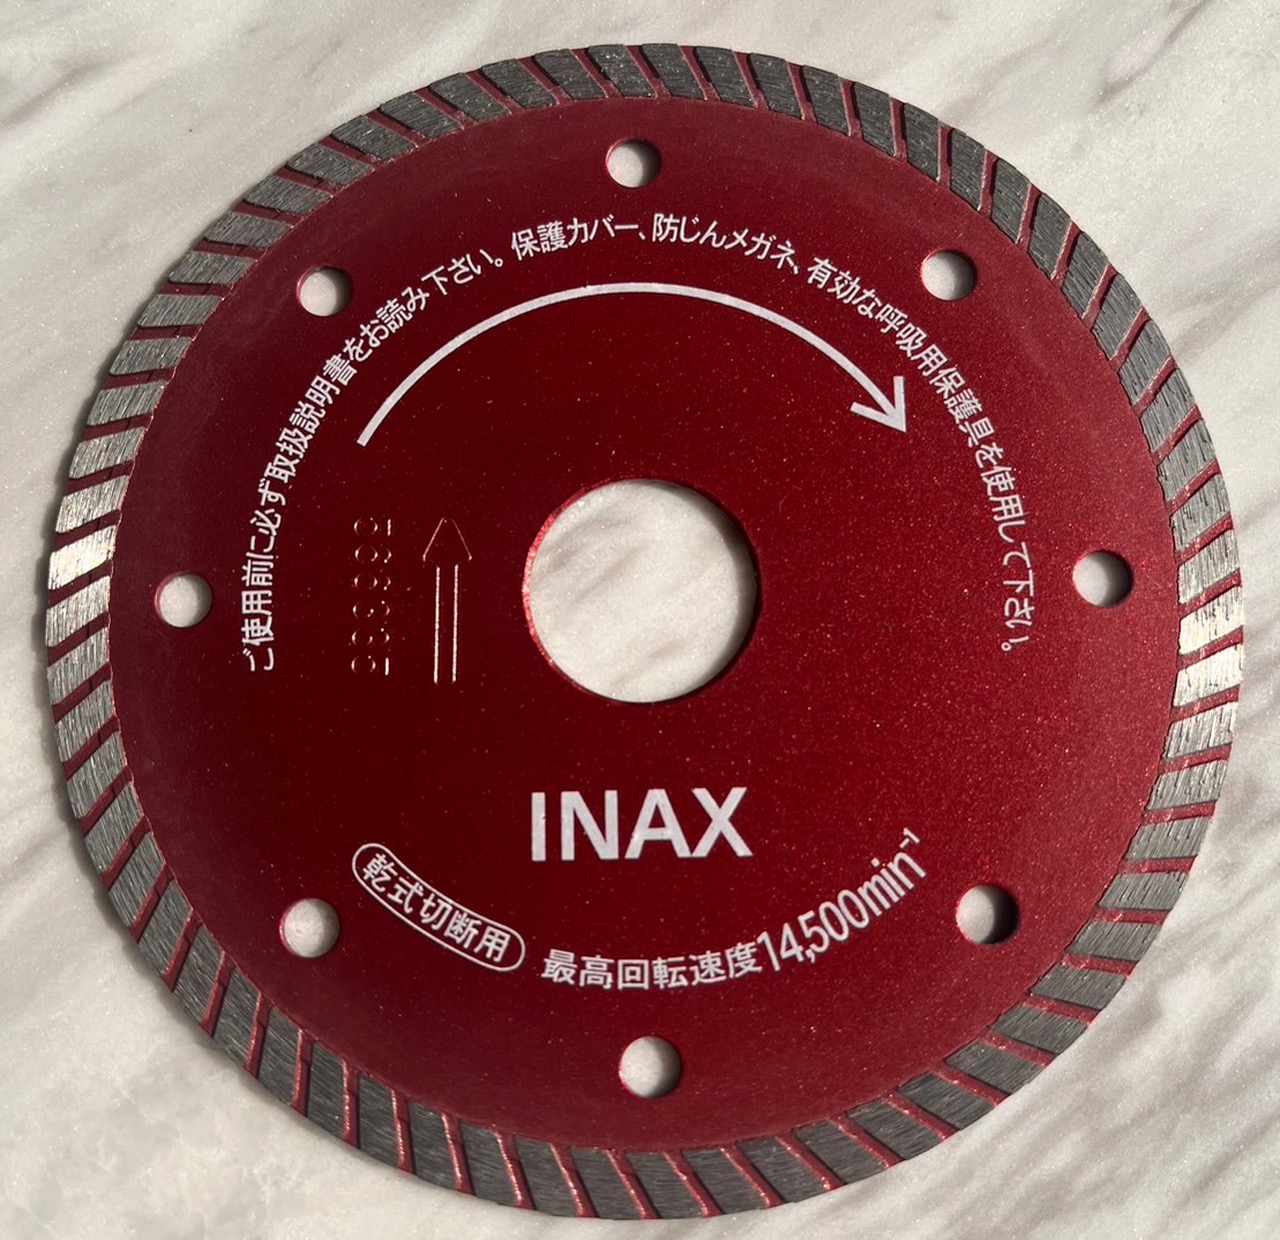 ご使用前に必ず取扱説明書をお読み下さい。保護カバー、防じんメガネ、有効な呼吸用保護具を使用して下さい。
INAX
乾式切断用
最高回転速度14,500min⁻¹